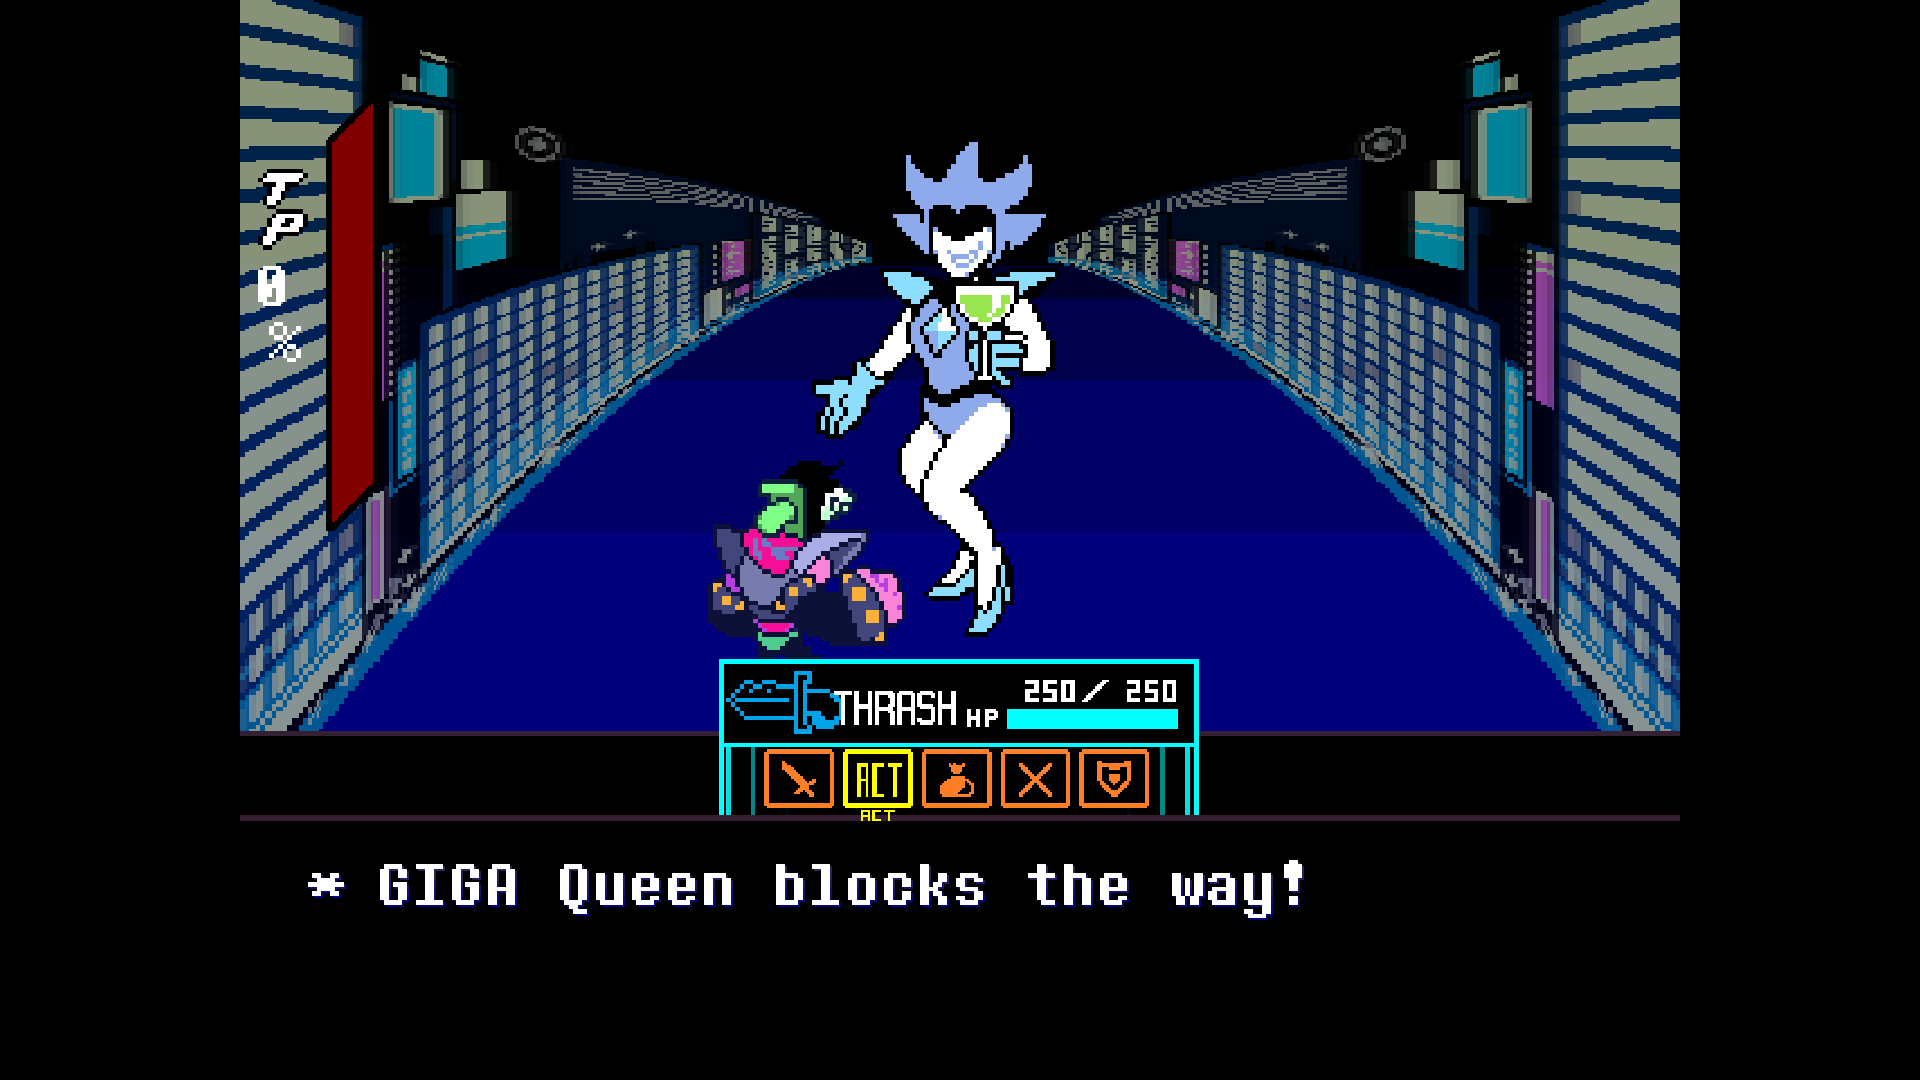 TP
0
%
THRASH HP 250/ 250
ACT
ACT
* GIGA Queen blocks the way!